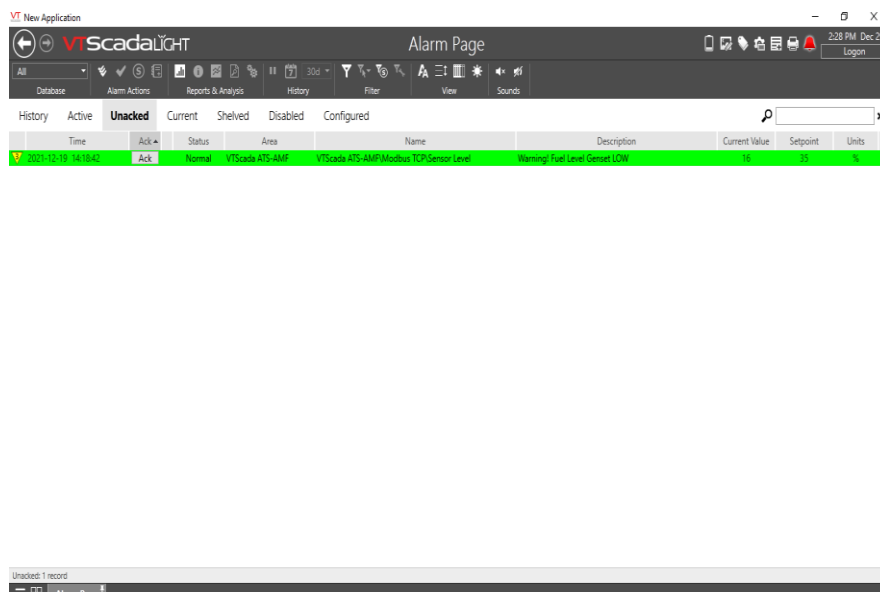 VT New Application
VTScadaLIGHT Alarm Page 2:28 PM Dec 2
Logon
All 30d
Database Alarm Actions Reports & Analysis History Filter View Sounds
History Active Unacked Current Shelved Disabled Configured
Time Ack Status Area Name Description Current Value Setpoint Units
2021-12-19 14:18:42 Ack Normal VTScada ATS-AMF VTScada ATS-AMF\Modbus TCP\Sensor Level Warning! Fuel Level Genset LOW 16 35 %
Unacked: 1 record